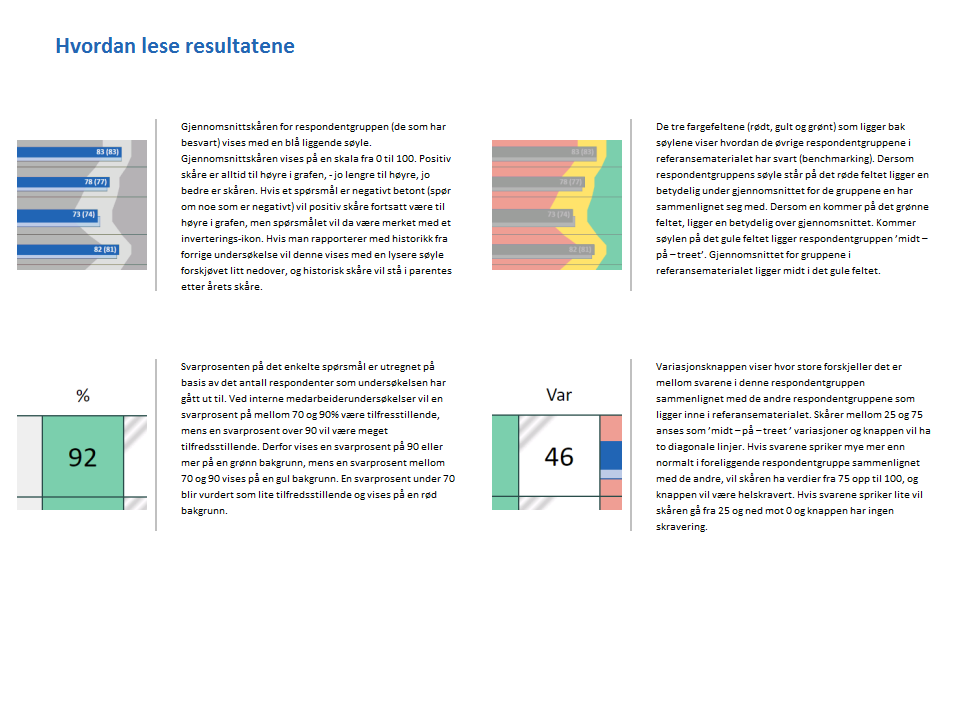 Hvordan lese resultatene
83 (83)
78 (77)
73 (74)
82 (81)
Gjennomsnittskåren for respondentgruppen (de som har
besvart) vises med en blå liggende søyle.
Gjennomsnittskåren vises på en skala fra 0 til 100. Positiv
skåre er alltid til høyre i grafen, - jo lengre til høyre, jo
bedre er skåren. Hvis et spørsmål er negativt betont (spør
om noe som er negativt) vil positiv skåre fortsatt være til
høyre i grafen, men spørsmålet vil da være merket med et
inverterings-ikon. Hvis man rapporterer med historikk fra
forrige undersøkelse vil denne vises med en lysere søyle
forskjøvet litt nedover, og historisk skåre vil stå i parentes
etter årets skåre.
83 (83)
78 (77)
73 (74)
82 (81)
De tre fargefeltene (rødt, gult og grønt) som ligger bak
søylene viser hvordan de øvrige respondentgruppene i
referansematerialet har svart (benchmarking). Dersom
respondentgruppens søyle står på det røde feltet ligger en
betydelig under gjennomsnittet for de gruppene en har
sammenlignet seg med. Dersom en kommer på det grønne
feltet, ligger en betydelig over gjennomsnittet. Kommer
søylen på det gule feltet ligger respondentgruppen ’midt –
på – treet’. Gjennomsnittet for gruppene i
referansematerialet ligger midt i det gule feltet.
%
92
Svarprosenten på det enkelte spørsmål er utregnet på
basis av det antall respondenter som undersøkelsen har
gått ut til. Ved interne medarbeiderundersøkelser vil en
svarprosent på mellom 70 og 90% være tilfresstillende,
mens en svarprosent over 90 vil være meget
tilfredsstillende. Derfor vises en svarprosent på 90 eller
mer på en grønn bakgrunn, mens en svarprosent mellom
70 og 90 vises på en gul bakgrunn. En svarprosent under 70
blir vurdert som lite tilfredsstillende og vises på en rød
bakgrunn.
Var
46
Variasjonsknappen viser hvor store forskjeller det er
mellom svarene i denne respondentgruppen
sammenlignet med de andre respondentgruppene som
ligger inne i referansematerialet. Skårer mellom 25 og 75
anses som ’midt – på – treet ’ variasjoner og knappen vil ha
to diagonale linjer. Hvis svarene spriker mye mer enn
normalt i foreliggende respondentgruppe sammenlignet
med de andre, vil skåren ha verdier fra 75 opp til 100, og
knappen vil være helskravert. Hvis svarene spriker lite vil
skåren gå fra 25 og ned mot 0 og knappen har ingen
skravering.